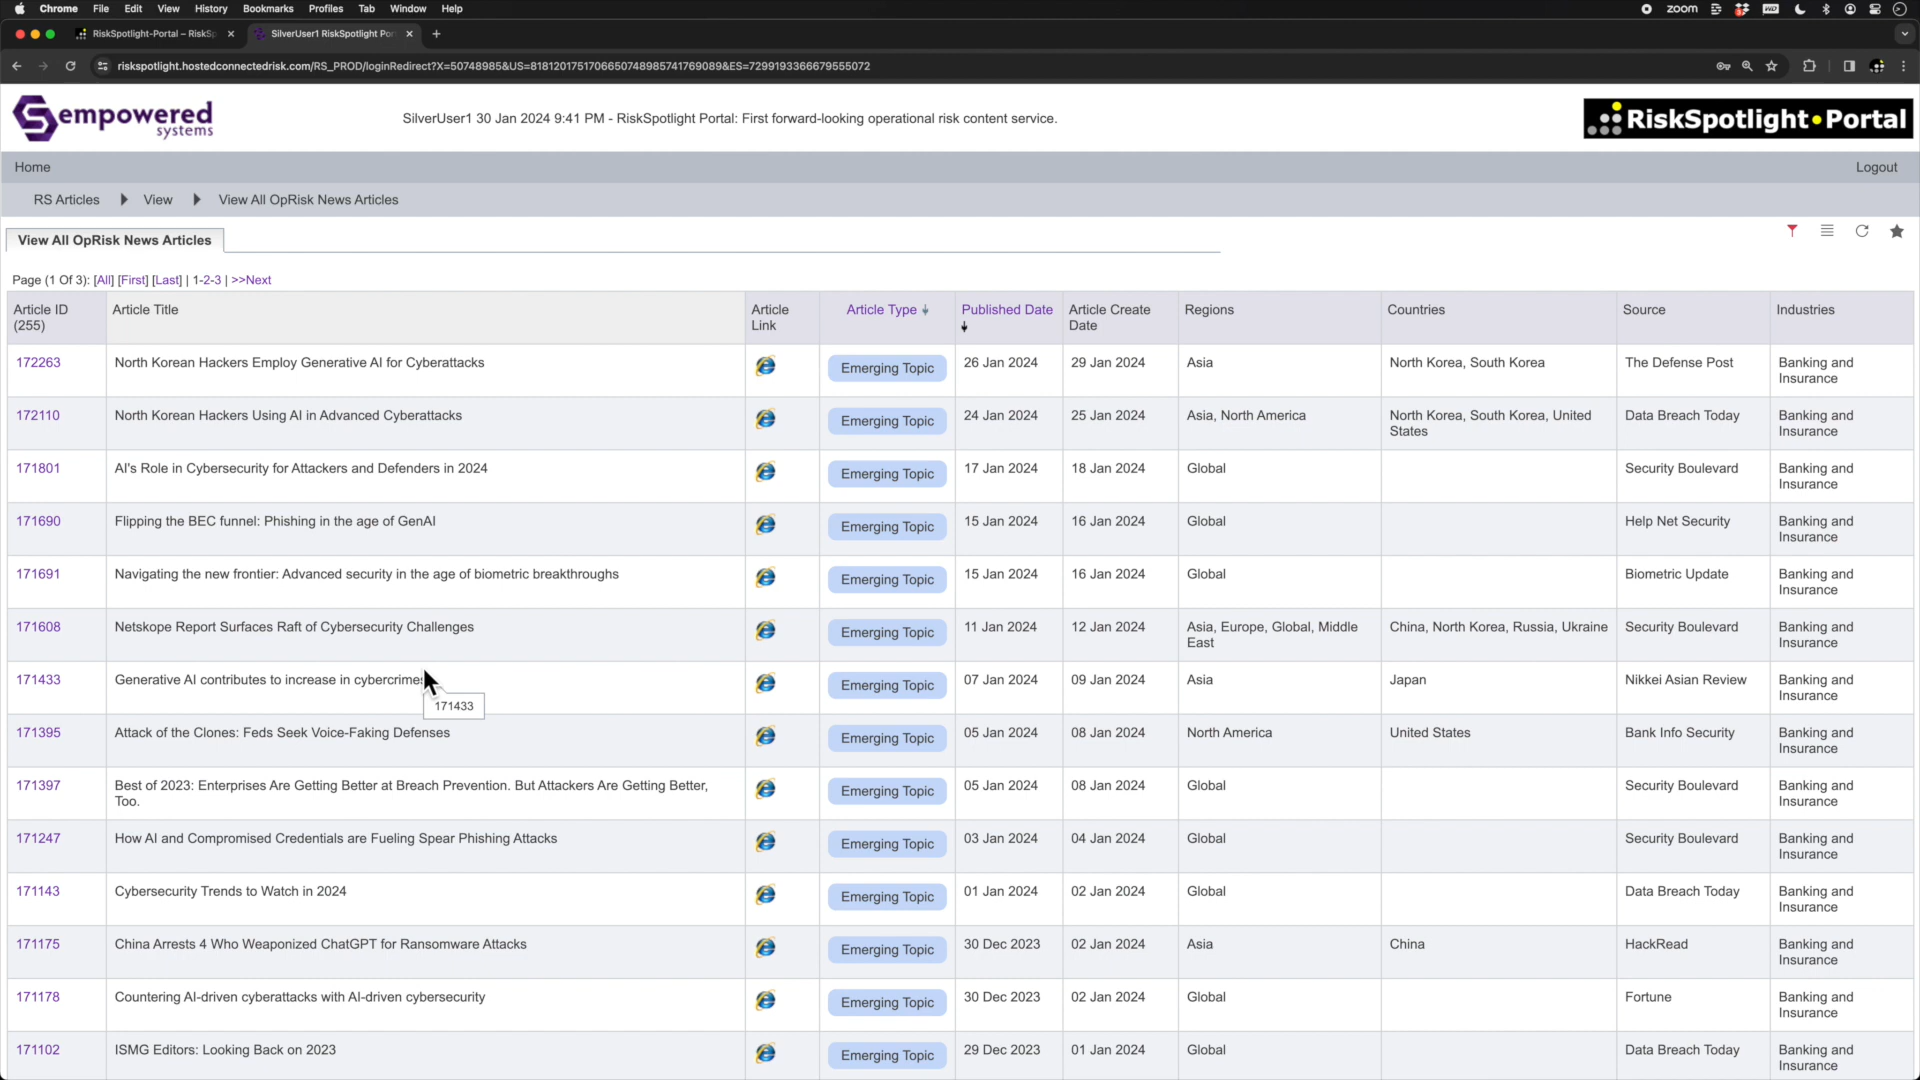 Chrome File Edit View History Bookmarks Profiles Tab Window Help zoom
RiskSpotlight-Portal – RiskSp SilverUser1 RiskSpotlight Por
riskspotlight.hostedconnectedrisk.com/RS_PROD/loginRedirect?X=50748985&US=8181201751706650748985741769089&ES=7299193366679555072
empowered systems
SilverUser1 30 Jan 2024 9:41 PM - RiskSpotlight Portal: First forward-looking operational risk content service.
RiskSpotlight•Portal
Home Logout
RS Articles View View All OpRisk News Articles
View All OpRisk News Articles
Page (1 Of 3): [All] [First] [Last] | 1-2-3 | >>Next
Article ID (255) Article Title Article Link Article Type Published Date Article Create Date Regions Countries Source Industries
172263 North Korean Hackers Employ Generative AI for Cyberattacks Emerging Topic 26 Jan 2024 29 Jan 2024 Asia North Korea, South Korea The Defense Post Banking and Insurance
172110 North Korean Hackers Using AI in Advanced Cyberattacks Emerging Topic 24 Jan 2024 25 Jan 2024 Asia, North America North Korea, South Korea, United States Data Breach Today Banking and Insurance
171801 AI's Role in Cybersecurity for Attackers and Defenders in 2024 Emerging Topic 17 Jan 2024 18 Jan 2024 Global Security Boulevard Banking and Insurance
171690 Flipping the BEC funnel: Phishing in the age of GenAI Emerging Topic 15 Jan 2024 16 Jan 2024 Global Help Net Security Banking and Insurance
171691 Navigating the new frontier: Advanced security in the age of biometric breakthroughs Emerging Topic 15 Jan 2024 16 Jan 2024 Global Biometric Update Banking and Insurance
171608 Netskope Report Surfaces Raft of Cybersecurity Challenges Emerging Topic 11 Jan 2024 12 Jan 2024 Asia, Europe, Global, Middle East China, North Korea, Russia, Ukraine Security Boulevard Banking and Insurance
171433 Generative AI contributes to increase in cybercrimes Emerging Topic 07 Jan 2024 09 Jan 2024 Asia Japan Nikkei Asian Review Banking and Insurance
171433
171395 Attack of the Clones: Feds Seek Voice-Faking Defenses Emerging Topic 05 Jan 2024 08 Jan 2024 North America United States Bank Info Security Banking and Insurance
171397 Best of 2023: Enterprises Are Getting Better at Breach Prevention. But Attackers Are Getting Better, Too. Emerging Topic 05 Jan 2024 08 Jan 2024 Global Security Boulevard Banking and Insurance
171247 How AI and Compromised Credentials are Fueling Spear Phishing Attacks Emerging Topic 03 Jan 2024 04 Jan 2024 Global Security Boulevard Banking and Insurance
171143 Cybersecurity Trends to Watch in 2024 Emerging Topic 01 Jan 2024 02 Jan 2024 Global Data Breach Today Banking and Insurance
171175 China Arrests 4 Who Weaponized ChatGPT for Ransomware Attacks Emerging Topic 30 Dec 2023 02 Jan 2024 Asia China HackRead Banking and Insurance
171178 Countering AI-driven cyberattacks with AI-driven cybersecurity Emerging Topic 30 Dec 2023 02 Jan 2024 Global Fortune Banking and Insurance
171102 ISMG Editors: Looking Back on 2023 Emerging Topic 29 Dec 2023 01 Jan 2024 Global Data Breach Today Banking and Insurance